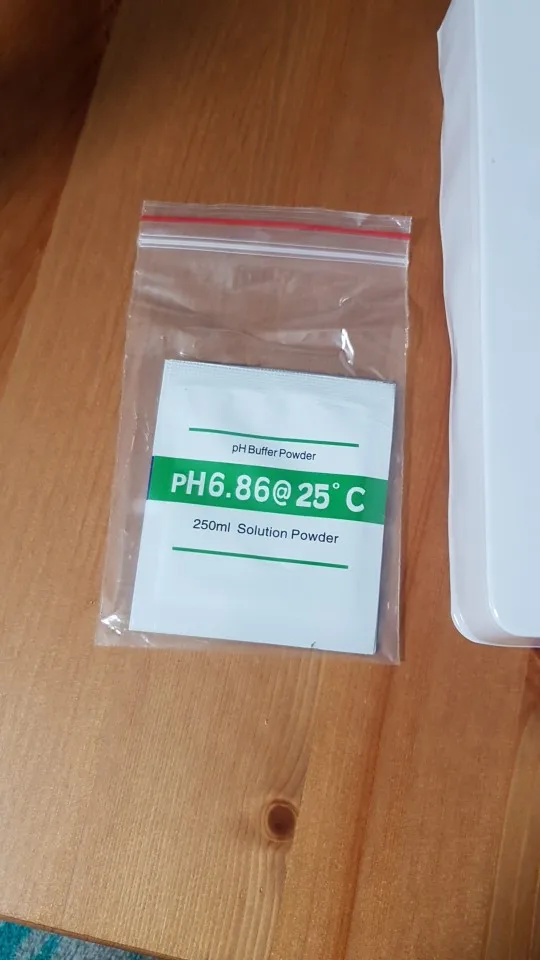 pH Buffer Powder
PH6.86@ 25°C
250ml Solution Powder